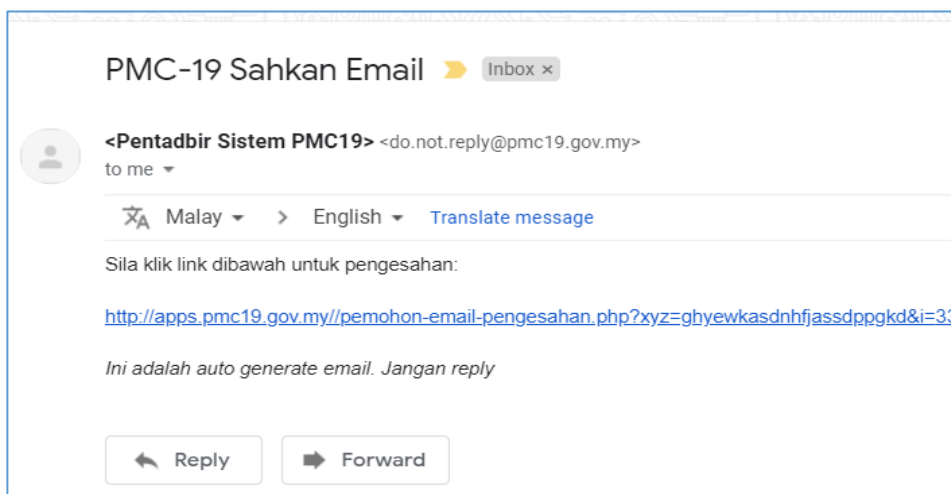 PMC-19 Sahkan Email Inbox ×
<Pentadbir Sistem PMC19> <do.not.reply@pmc19.gov.my>
to me
Malay > English Translate message
Sila klik link dibawah untuk pengesahan:
http://apps.pmc19.gov.my//pemohon-email-pengesahan.php?xyz=ghyewkasdnhfjassdppgkd&i=33
Ini adalah auto generate email. Jangan reply
Reply Forward